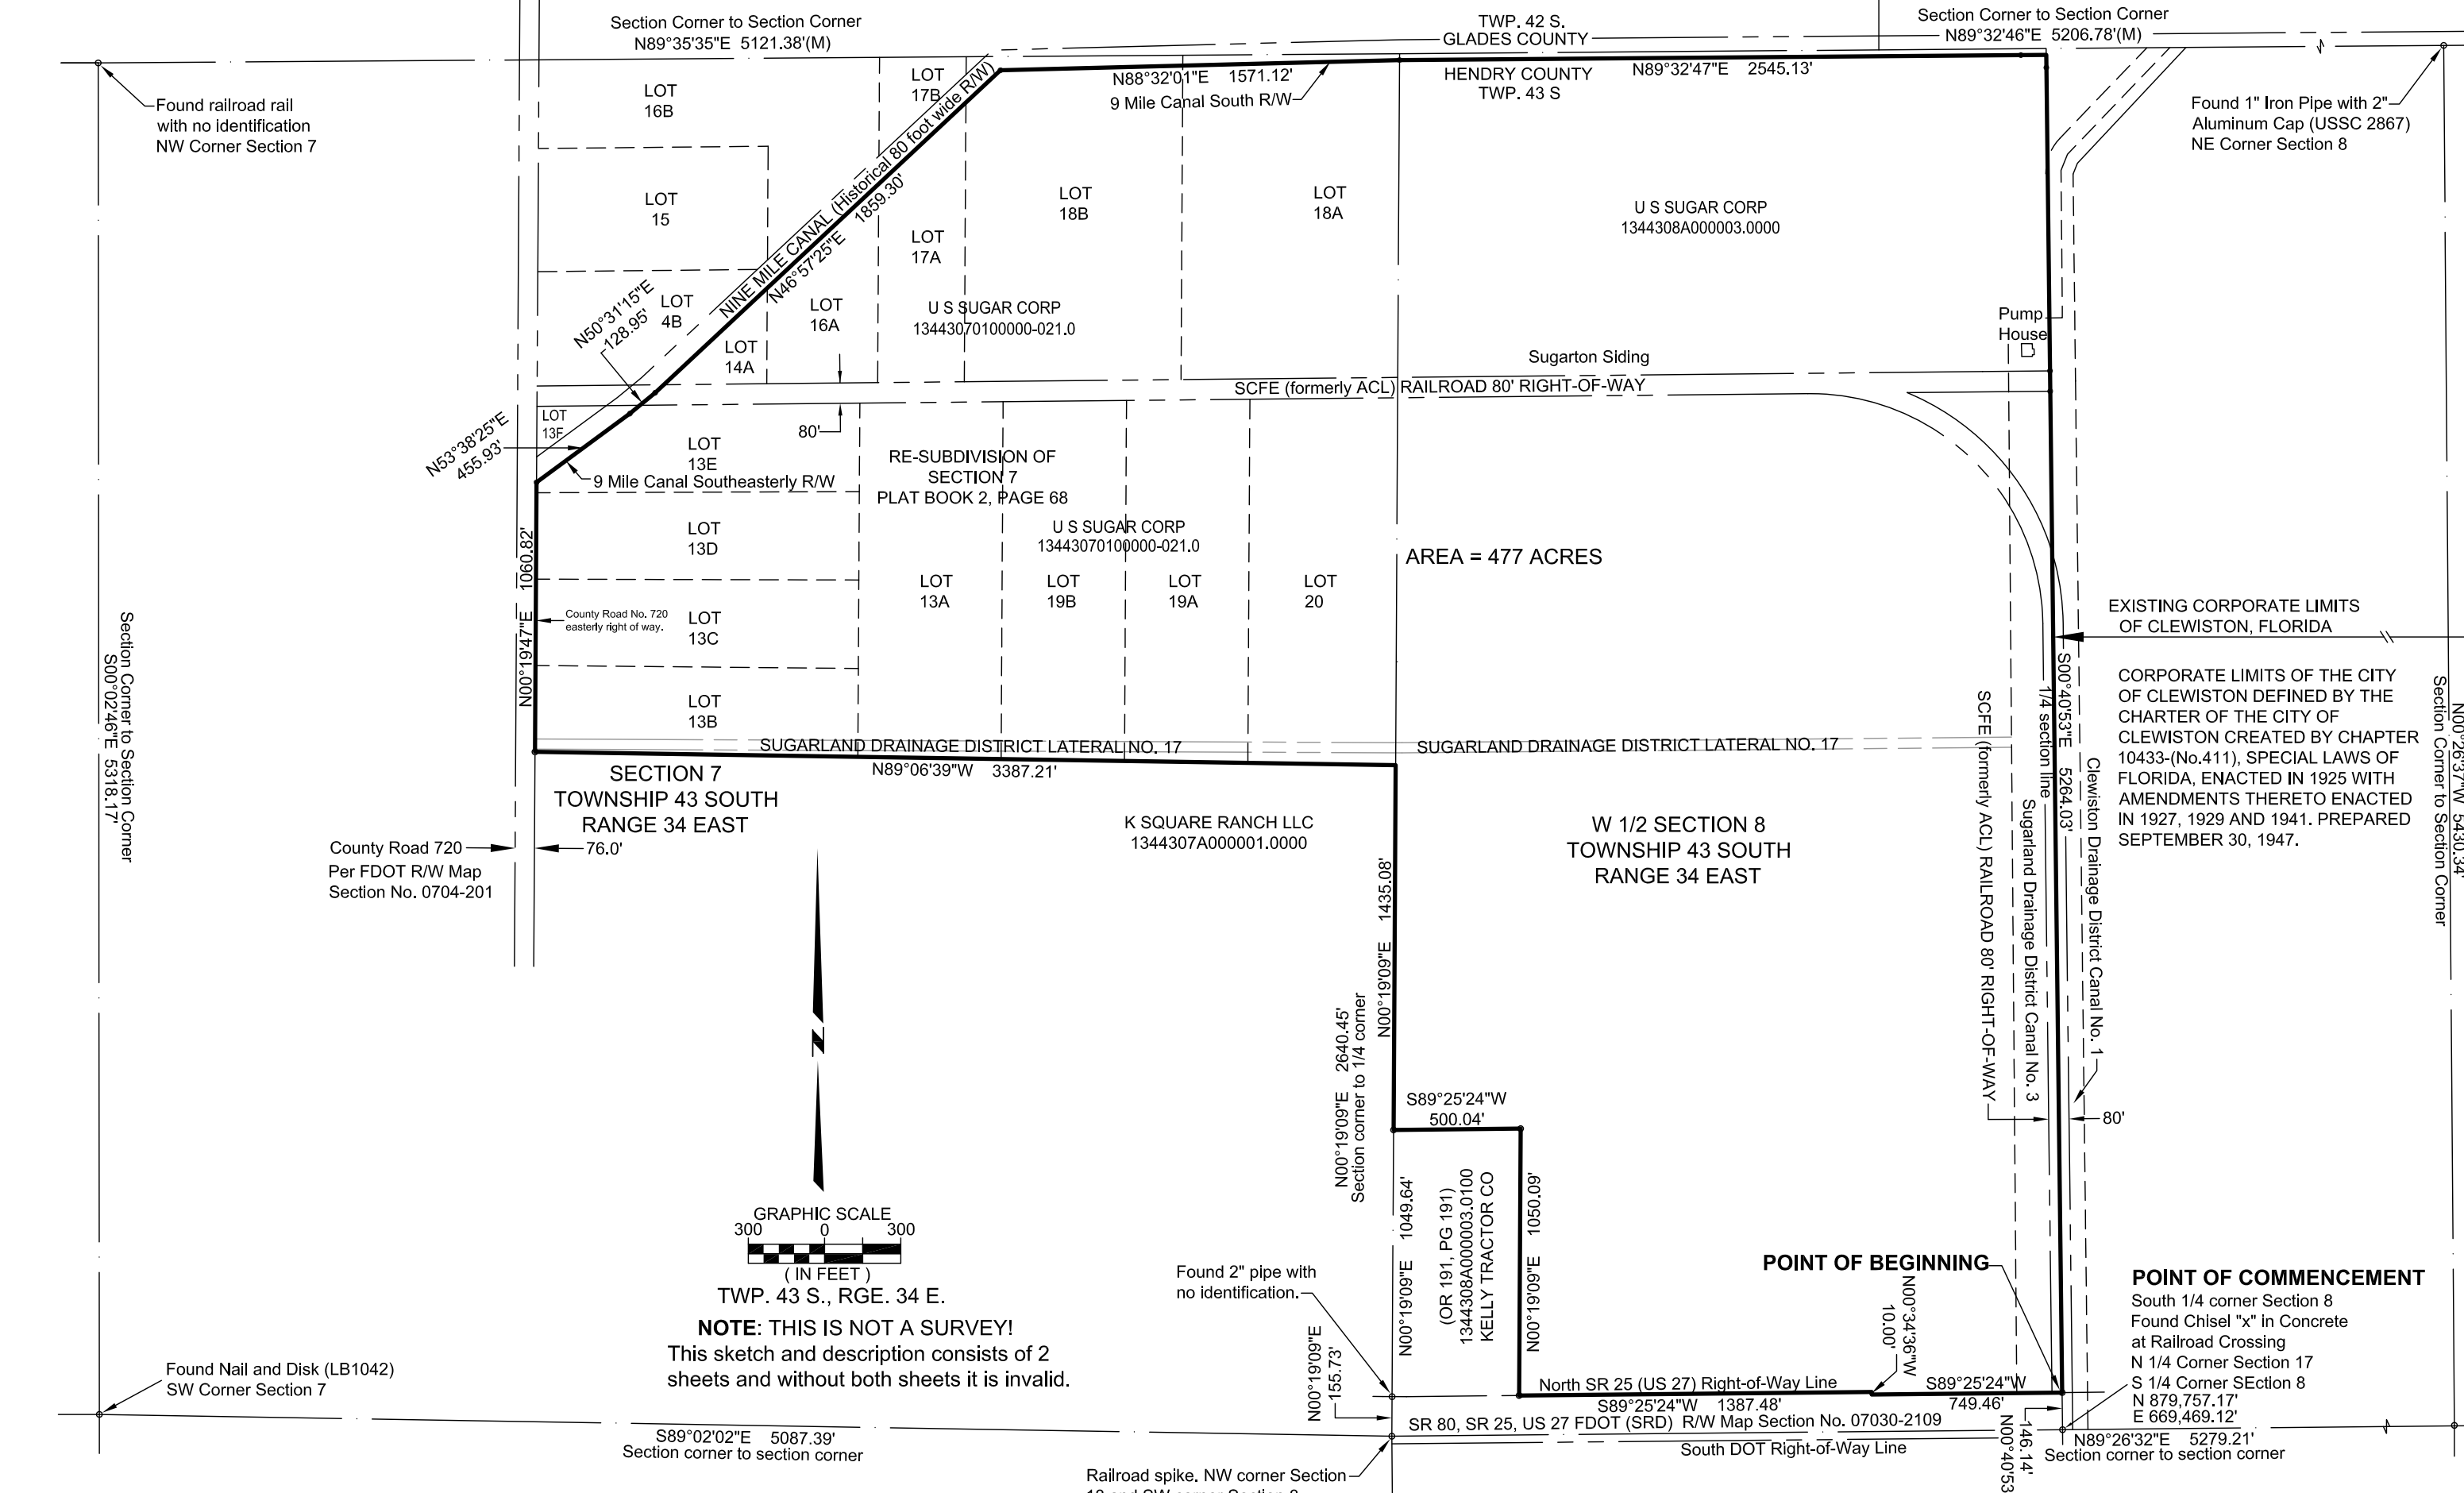 Section Corner to Section Corner
N89°35'35"E 5121.38'(M)
TWP. 42 S.
GLADES COUNTY
Section Corner to Section Corner
N89°32'46"E 5206.78'(M)
HENDRY COUNTY
TWP. 43 S
N88°32'01"E 1571.12'
9 Mile Canal South R/W
N89°32'47"E 2545.13'
Found railroad rail
with no identification
NW Corner Section 7
Found 1" Iron Pipe with 2"
Aluminum Cap (USSC 2867)
NE Corner Section 8
LOT
16B
LOT
17B
LOT
15
NINE MILE CANAL (Historical 80 foot wide R/W)
N46°57'25"E 1859.30'
LOT
17A
LOT
18B
LOT
18A
U S SUGAR CORP
1344308A000003.0000
N50°31'15"E
128.95'
LOT
4B
LOT
16A
LOT
14A
U S SUGAR CORP
13443070100000-021.0
Pump
House
Sugarton Siding
SCFE (formerly ACL) RAILROAD 80' RIGHT-OF-WAY
N53°38'25"E
455.93'
LOT
13F
80'
LOT
13E
9 Mile Canal Southeasterly R/W
RE-SUBDIVISION OF
SECTION 7
PLAT BOOK 2, PAGE 68
U S SUGAR CORP
13443070100000-021.0
LOT
13D
AREA = 477 ACRES
N00°19'47"E 1060.82'
County Road No. 720
easterly right of way.
LOT
13C
LOT
13A
LOT
19B
LOT
19A
LOT
20
LOT
13B
EXISTING CORPORATE LIMITS
OF CLEWISTON, FLORIDA
CORPORATE LIMITS OF THE CITY
OF CLEWISTON DEFINED BY THE
CHARTER OF THE CITY OF
CLEWISTON CREATED BY CHAPTER
10433-(No.411), SPECIAL LAWS OF
FLORIDA, ENACTED IN 1925 WITH
AMENDMENTS THERETO ENACTED
IN 1927, 1929 AND 1941. PREPARED
SEPTEMBER 30, 1947.
Section Corner to Section Corner
S00°02'46"E 5318.17'
SUGARLAND DRAINAGE DISTRICT LATERAL NO. 17
SUGARLAND DRAINAGE DISTRICT LATERAL NO. 17
N89°06'39"W 3387.21'
SECTION 7
TOWNSHIP 43 SOUTH
RANGE 34 EAST
K SQUARE RANCH LLC
1344307A000001.0000
W 1/2 SECTION 8
TOWNSHIP 43 SOUTH
RANGE 34 EAST
County Road 720
Per FDOT R/W Map
Section No. 0704-201
76.0'
SCFE (formerly ACL) RAILROAD 80' RIGHT-OF-WAY
Sugarland Drainage District Canal No. 3
1/4 section line
S00°40'53"E 5264.03'
Clewiston Drainage District Canal No. 1
Section Corner to Section Corner
N00°26'37"W 5430.34'
N00°19'09"E 1435.08'
N00°19'09"E 2640.45'
Section corner to 1/4 corner
S89°25'24"W
500.04'
80'
N
GRAPHIC SCALE
300 0 300
( IN FEET )
TWP. 43 S., RGE. 34 E.
NOTE: THIS IS NOT A SURVEY!
This sketch and description consists of 2
sheets and without both sheets it is invalid.
N00°19'09"E 1049.64'
(OR 191, PG 191)
1344308A000003.0100
KELLY TRACTOR CO
N00°19'09"E 1050.09'
POINT OF BEGINNING
POINT OF COMMENCEMENT
South 1/4 corner Section 8
Found Chisel "x" in Concrete
at Railroad Crossing
N 1/4 Corner Section 17
S 1/4 Corner SEction 8
N 879,757.17'
E 669,469.12'
Found 2" pipe with
no identification.
N00°19'09"E
155.73'
N00°34'36"W
10.00'
Found Nail and Disk (LB1042)
SW Corner Section 7
North SR 25 (US 27) Right-of-Way Line
S89°25'24"W 1387.48'
S89°25'24"W
749.46'
SR 80, SR 25, US 27 FDOT (SRD) R/W Map Section No. 07030-2109
South DOT Right-of-Way Line
S89°02'02"E 5087.39'
Section corner to section corner
146.14'
N00°40'53
N89°26'32"E 5279.21'
Section corner to section corner
Railroad spike. NW corner Section